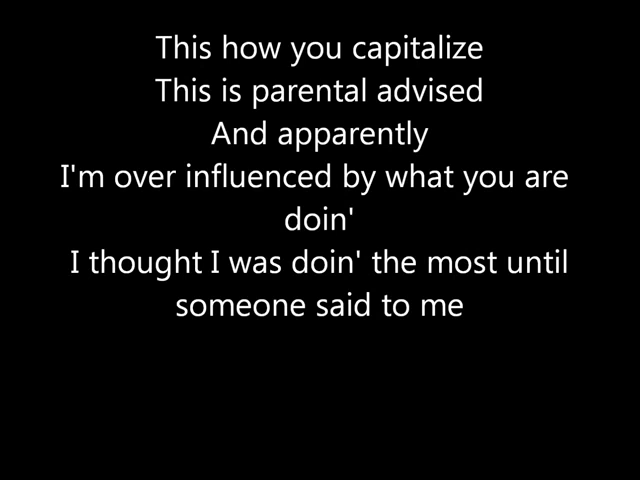 This how you capitalize
This is parental advised
And apparently
I'm over influenced by what you are
doin'
I thought I was doin' the most until
someone said to me